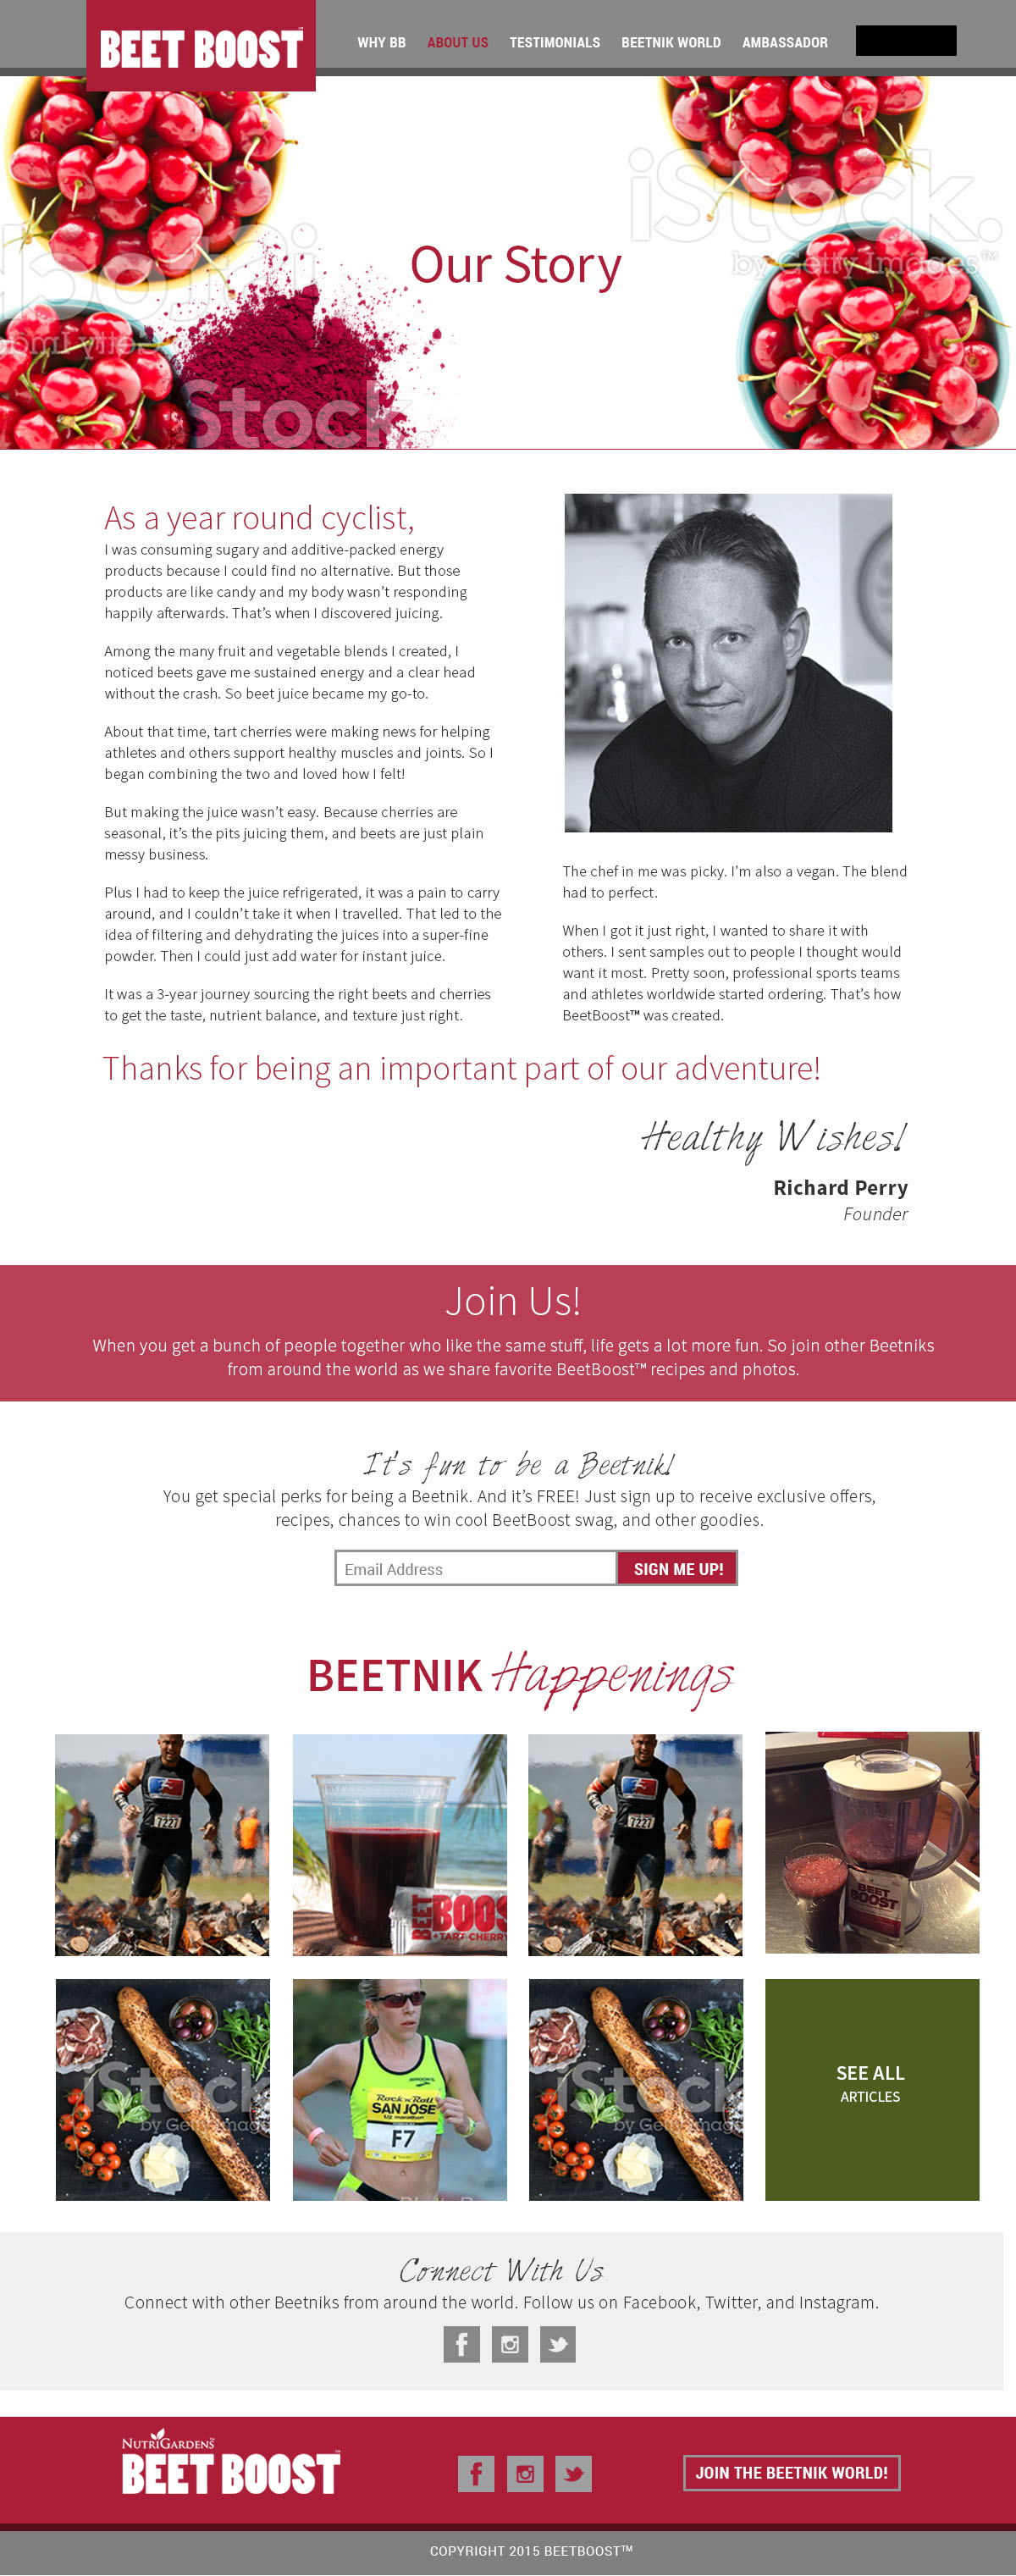 BEET BOOST™
WHY BB ABOUT US TESTIMONIALS BEETNIK WORLD AMBASSADOR
iStock.
by Getty Images™
Our Story
iStock.
As a year round cyclist,
I was consuming sugary and additive-packed energy
products because I could find no alternative. But those
products are like candy and my body wasn’t responding
happily afterwards. That’s when I discovered juicing.
Among the many fruit and vegetable blends I created, I
noticed beets gave me sustained energy and a clear head
without the crash. So beet juice became my go-to.
About that time, tart cherries were making news for helping
athletes and others support healthy muscles and joints. So I
began combining the two and loved how I felt!
But making the juice wasn’t easy. Because cherries are
seasonal, it’s the pits juicing them, and beets are just plain
messy business.
Plus I had to keep the juice refrigerated, it was a pain to carry
around, and I couldn’t take it when I travelled. That led to the
idea of filtering and dehydrating the juices into a super-fine
powder. Then I could just add water for instant juice.
It was a 3-year journey sourcing the right beets and cherries
to get the taste, nutrient balance, and texture just right.
The chef in me was picky. I’m also a vegan. The blend
had to perfect.
When I got it just right, I wanted to share it with
others. I sent samples out to people I thought would
want it most. Pretty soon, professional sports teams
and athletes worldwide started ordering. That’s how
BeetBoost™ was created.
Thanks for being an important part of our adventure!
Healthy Wishes!
Richard Perry
Founder
Join Us!
When you get a bunch of people together who like the same stuff, life gets a lot more fun. So join other Beetniks
from around the world as we share favorite BeetBoost™ recipes and photos.
It's fun to be a Beetnik!
You get special perks for being a Beetnik. And it’s FREE! Just sign up to receive exclusive offers,
recipes, chances to win cool BeetBoost swag, and other goodies.
Email Address SIGN ME UP!
BEETNIK Happenings
7227
BEET BOOS
+TART CHERRY
7227
BEET
BOOST
iStock
by Getty Image
Rock 'n' Roll
SAN JOSE
1/2 marathon
F7
iStock
by Getty Image
SEE ALL
ARTICLES
Connect With Us
Connect with other Beetniks from around the world. Follow us on Facebook, Twitter, and Instagram.
NUTRIGARDENS™
BEET BOOST™
JOIN THE BEETNIK WORLD!
COPYRIGHT 2015 BEETBOOST™